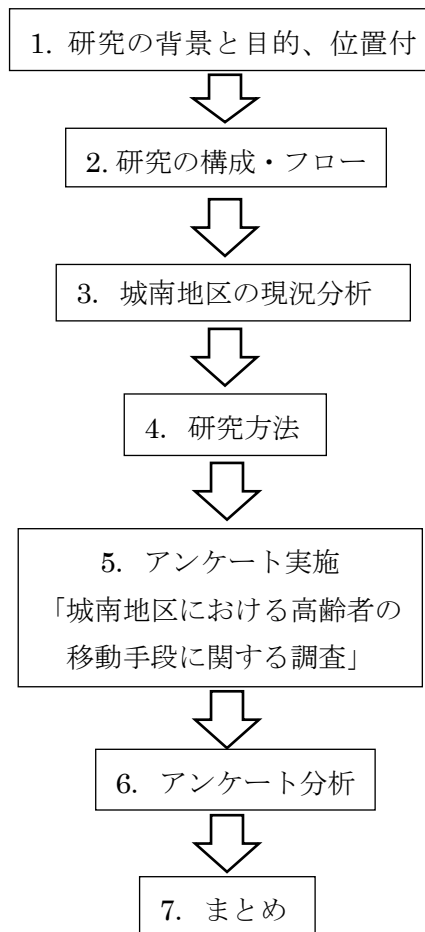 1. 研究の背景と目的、位置付
2. 研究の構成・フロー
3. 城南地区の現況分析
4. 研究方法
5. アンケート実施
「城南地区における高齢者の
移動手段に関する調査」
6. アンケート分析
7. まとめ